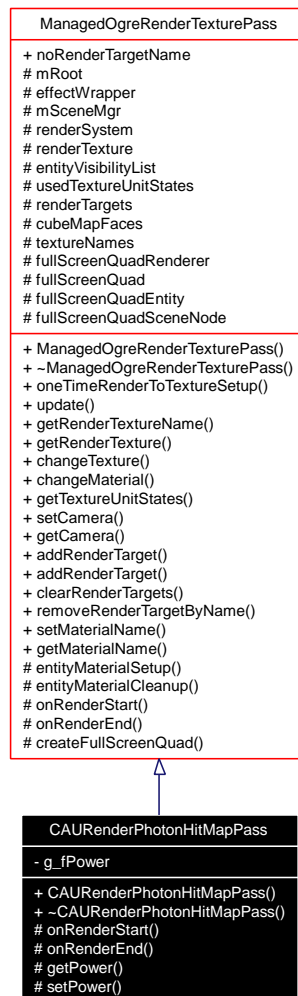 ManagedOgreRenderTexturePass
+ noRenderTargetName
# mRoot
# effectWrapper
# mSceneMgr
# renderSystem
# renderTexture
# entityVisibilityList
# usedTextureUnitStates
# renderTargets
# cubeMapFaces
# textureNames
# fullScreenQuadRenderer
# fullScreenQuad
# fullScreenQuadEntity
# fullScreenQuadSceneNode
+ ManagedOgreRenderTexturePass()
+ ~ManagedOgreRenderTexturePass()
+ oneTimeRenderToTextureSetup()
+ update()
+ getRenderTextureName()
+ getRenderTexture()
+ changeTexture()
+ changeMaterial()
+ getTextureUnitStates()
+ setCamera()
+ getCamera()
+ addRenderTarget()
+ addRenderTarget()
+ clearRenderTargets()
+ removeRenderTargetByName()
+ setMaterialName()
+ getMaterialName()
# entityMaterialSetup()
# entityMaterialCleanup()
# onRenderStart()
# onRenderEnd()
# createFullScreenQuad()
CAURenderPhotonHitMapPass
- g_fPower
+ CAURenderPhotonHitMapPass()
+ ~CAURenderPhotonHitMapPass()
# onRenderStart()
# onRenderEnd()
# getPower()
# setPower()